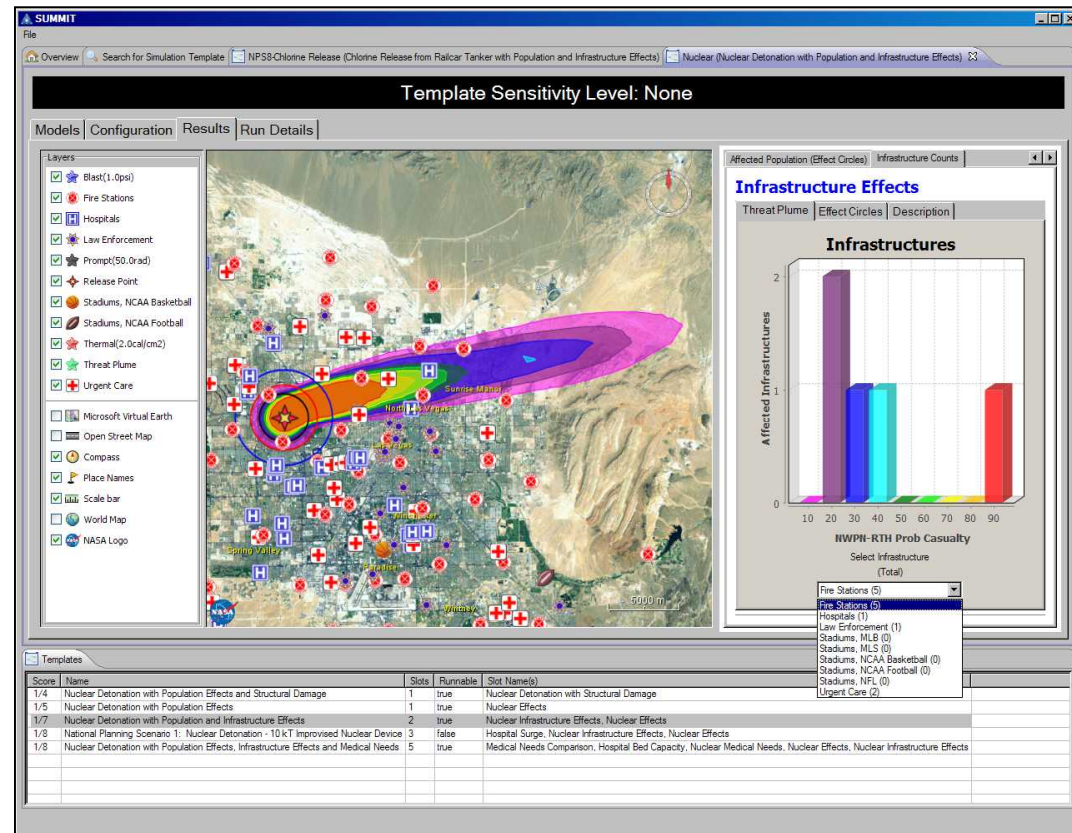 SUMMIT
File
Overview
Search for Simulation Template
NPS8-Chlorine Release (Chlorine Release from Railcar Tanker with Population and Infrastructure Effects)
Nuclear (Nuclear Detonation with Population and Infrastructure Effects)
Template Sensitivity Level: None
Models
Configuration
Results
Run Details
Layers
Blast(1.0psi)
Fire Stations
Hospitals
Law Enforcement
Prompt(50.0rad)
Release Point
Stadiums, NCAA Basketball
Stadiums, NCAA Football
Thermal(2.0cal/cm2)
Threat Plume
Urgent Care
Microsoft Virtual Earth
Open Street Map
Compass
Place Names
Scale bar
World Map
NASA Logo
Sunrise Manor
North Las Vegas
Las Vegas
Spring Valley
Paradise
Whitney
5000 m
NASA
Affected Population (Effect Circles)
Infrastructure Counts
Infrastructure Effects
Threat Plume
Effect Circles
Description
Infrastructures
Affected Infrastructures
2
1
0
10 20 30 40 50 60 70 80 90
NWPN-RTH Prob Casualty
Select Infrastructure
(Total)
Fire Stations (5)
Fire Stations (5)
Hospitals (1)
Law Enforcement (1)
Stadiums, MLB (0)
Stadiums, MLS (0)
Stadiums, NCAA Basketball (0)
Stadiums, NCAA Football (0)
Stadiums, NFL (0)
Urgent Care (2)
Templates
Score Name Slots Runnable Slot Name(s)
1/4 Nuclear Detonation with Population Effects and Structural Damage 1 true Nuclear Detonation with Structural Damage
1/5 Nuclear Detonation with Population Effects 1 true Nuclear Effects
1/7 Nuclear Detonation with Population and Infrastructure Effects 2 true Nuclear Infrastructure Effects, Nuclear Effects
1/8 National Planning Scenario 1: Nuclear Detonation - 10 kT Improvised Nuclear Device 3 false Hospital Surge, Nuclear Infrastructure Effects, Nuclear Effects
1/8 Nuclear Detonation with Population Effects, Infrastructure Effects and Medical Needs 5 true Medical Needs Comparison, Hospital Bed Capacity, Nuclear Medical Needs, Nuclear Effects, Nuclear Infrastructure Effects